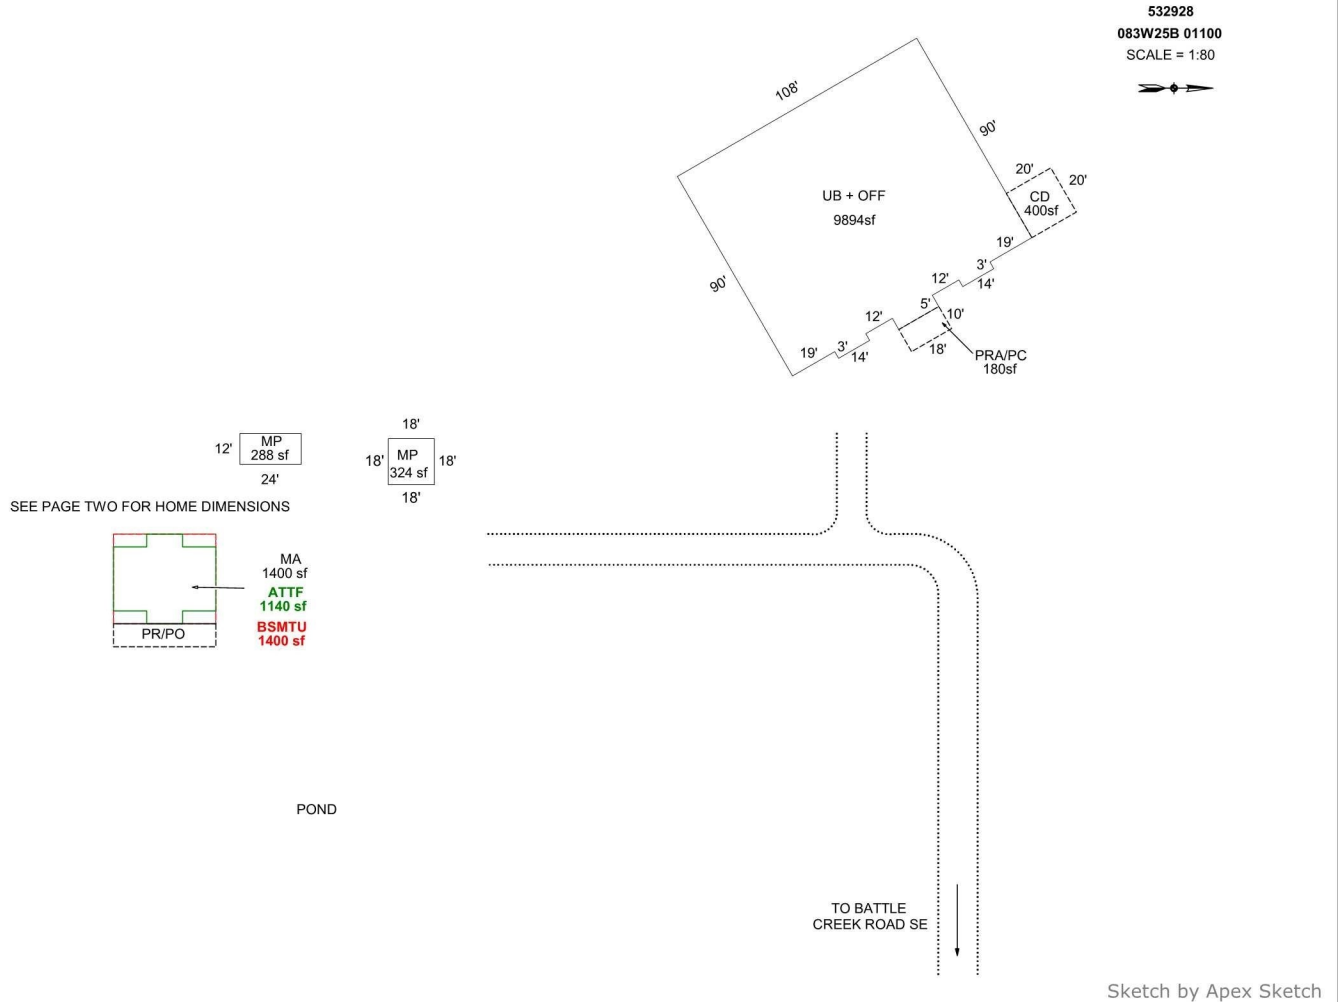 532928
083W25B 01100
SCALE = 1:80
108'
90'
20'
20'
CD
400sf
UB + OFF
9894sf
19'
3'
14'
12'
90'
5'
10'
12'
18'
PRA/PC
180sf
19'
3'
14'
18'
12'
MP
288 sf
24'
18'
MP
324 sf
18'
18'
SEE PAGE TWO FOR HOME DIMENSIONS
MA
1400 sf
ATTF
1140 sf
BSMTU
1400 sf
PR/PO
POND
TO BATTLE
CREEK ROAD SE
Sketch by Apex Sketch